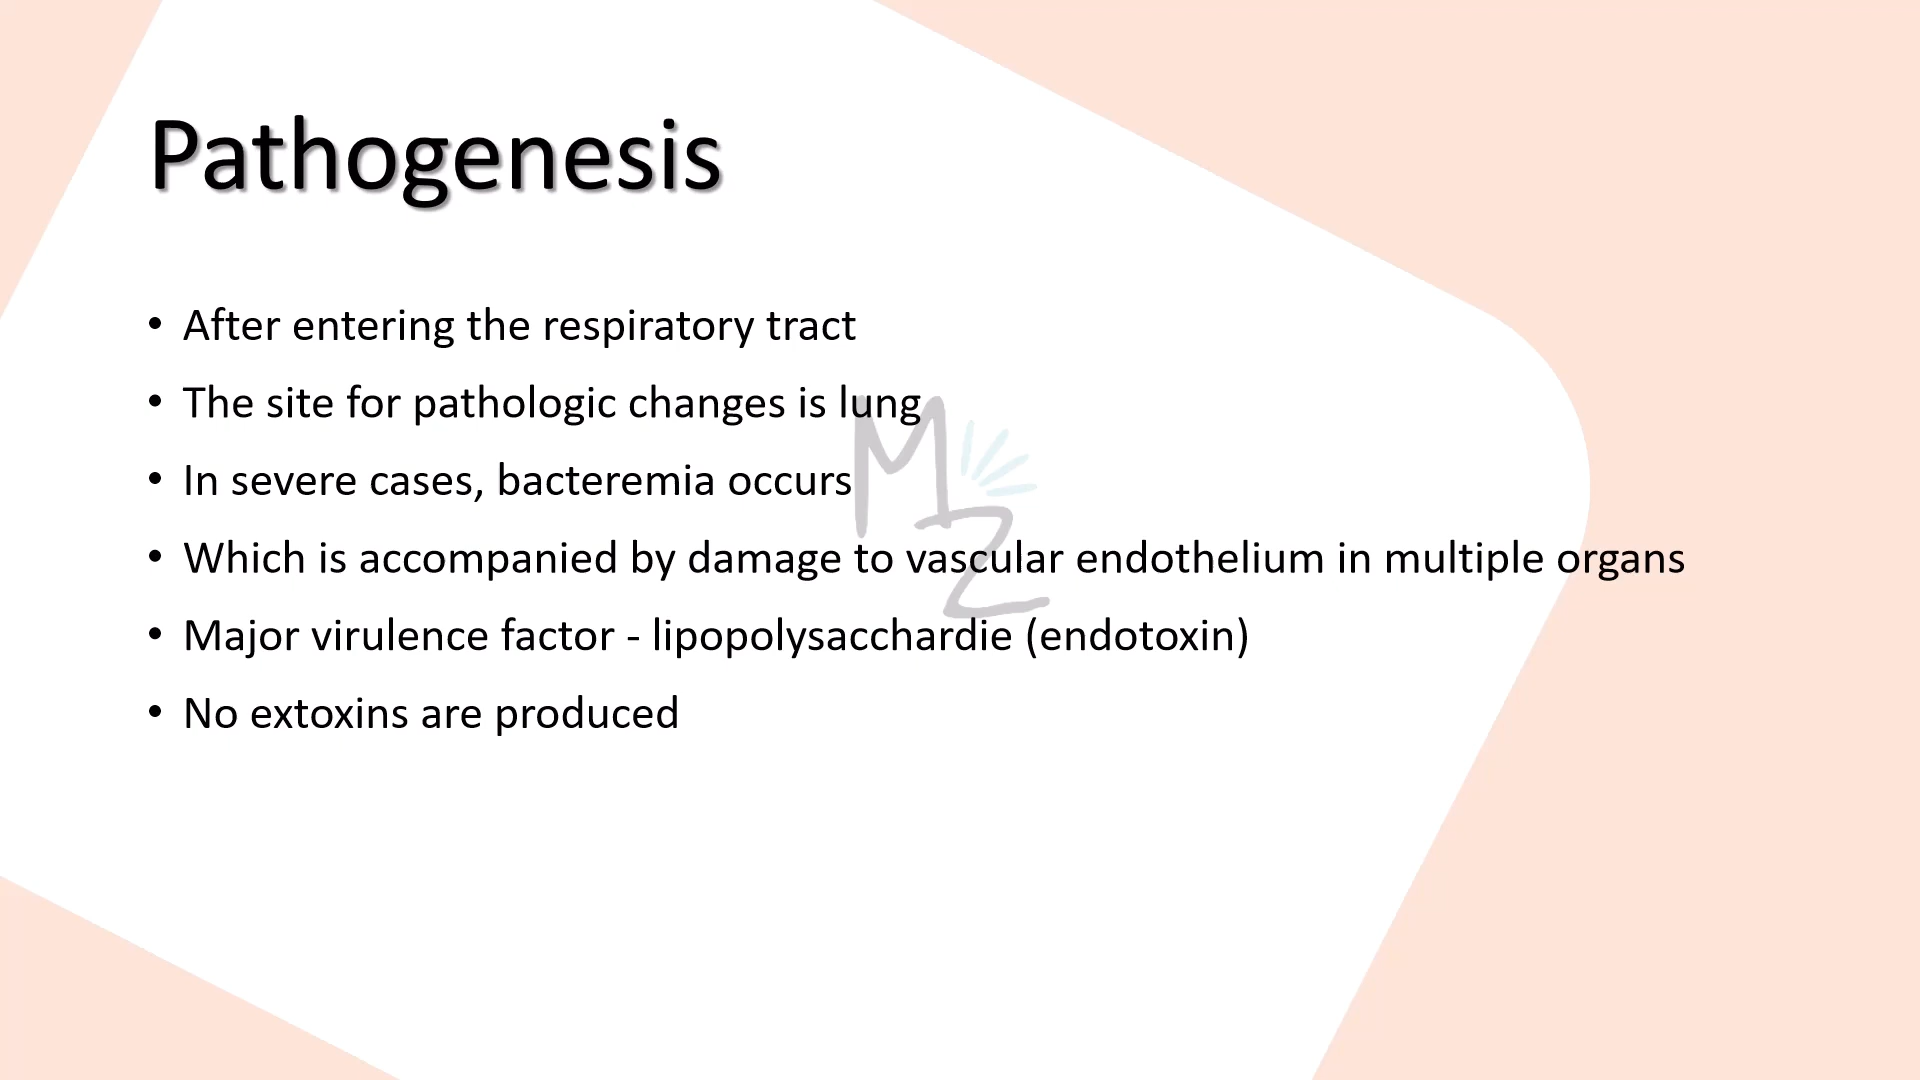 Pathogenesis
• After entering the respiratory tract
• The site for pathologic changes is lung
• In severe cases, bacteremia occurs
• Which is accompanied by damage to vascular endothelium in multiple organs
• Major virulence factor - lipopolysacchardie (endotoxin)
• No extoxins are produced
MZ